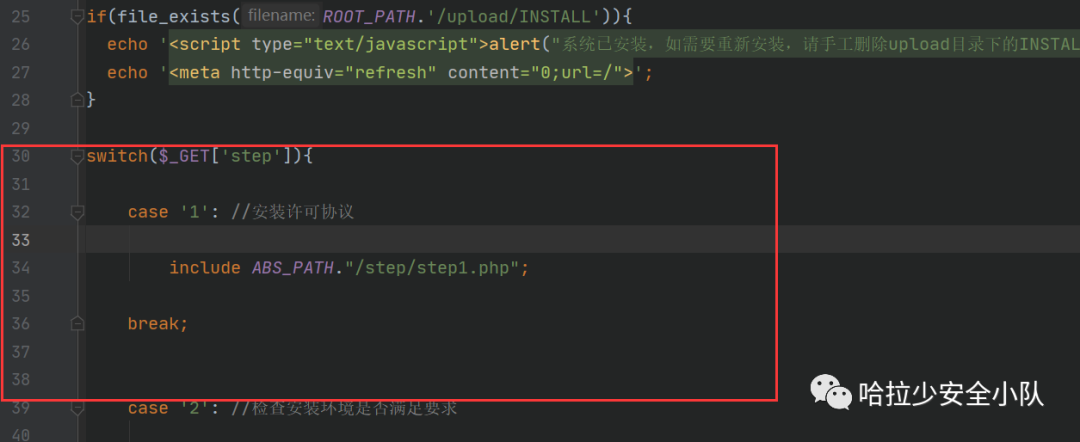 25 if(file_exists( filename: ROOT_PATH.'/upload/INSTALL')){
26 echo '<script type="text/javascript">alert("系统已安装，如需要重新安装，请手工删除upload目录下的INSTAL
27 echo '<meta http-equiv="refresh" content="0;url=/">';
28 }
29
30 switch($_GET['step']){
31
32 case '1': //安装许可协议
33
34 include ABS_PATH."/step/step1.php";
35
36 break;
37
38
哈拉少安全小队
39 case '2': //检查安装环境是否满足要求
40